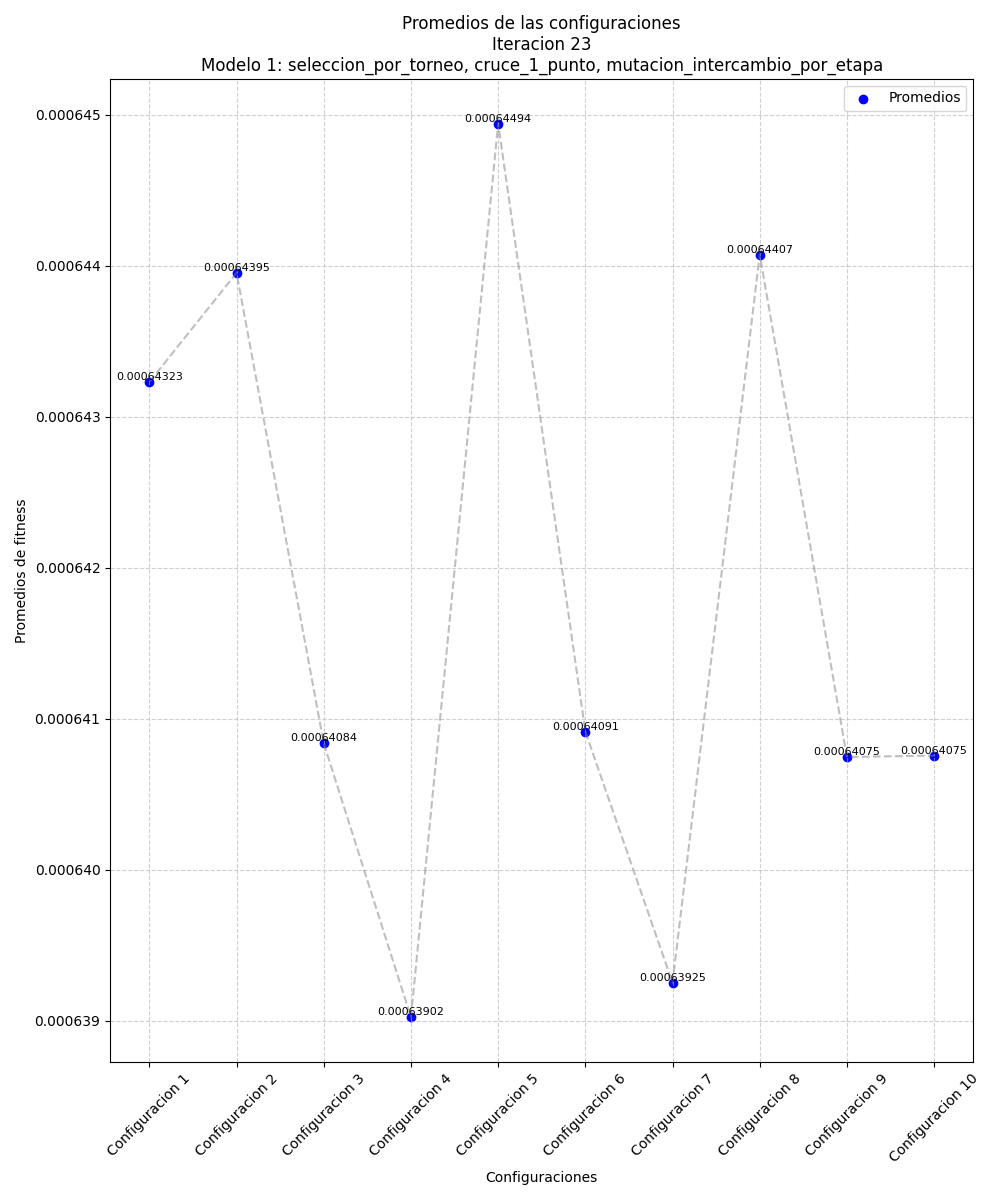 Promedios de las configuraciones
Iteracion 23
Modelo 1: seleccion_por_torneo, cruce_1_punto, mutacion_intercambio_por_etapa
Promedios
0.000645
0.000644
0.000643
0.000642
0.000641
0.000640
0.000639
Promedios de fitness
0.00064323
0.00064395
0.00064084
0.00063902
0.00064494
0.00064091
0.00063925
0.00064407
0.00064075
0.00064075
Configuracion 1
Configuracion 2
Configuracion 3
Configuracion 4
Configuracion 5
Configuracion 6
Configuracion 7
Configuracion 8
Configuracion 9
Configuracion 10
Configuraciones